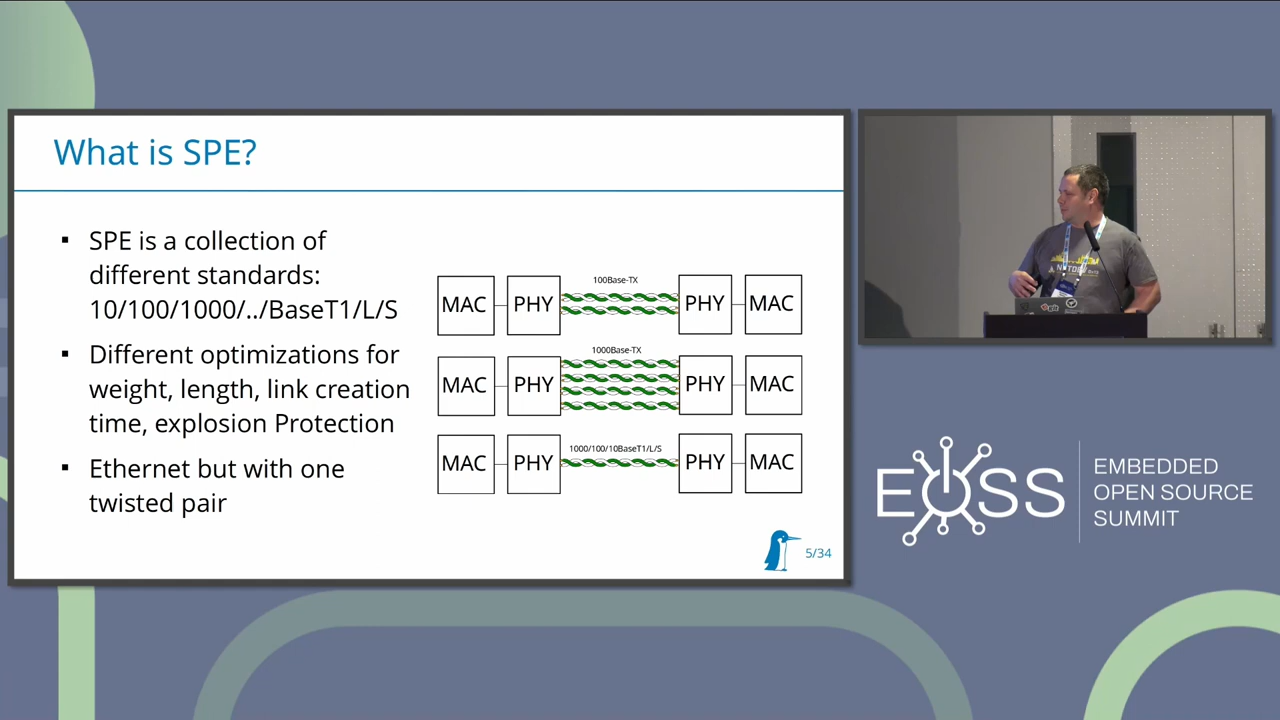 What is SPE?
▪ SPE is a collection of
different standards:
10/100/1000/../BaseT1/L/S
▪ Different optimizations for
weight, length, link creation
time, explosion Protection
▪ Ethernet but with one
twisted pair
100Base-TX
MAC PHY PHY MAC
1000Base-TX
MAC PHY PHY MAC
1000/100/10BaseT1/L/S
MAC PHY PHY MAC
5/34
EOSS
EMBEDDED
OPEN SOURCE
SUMMIT